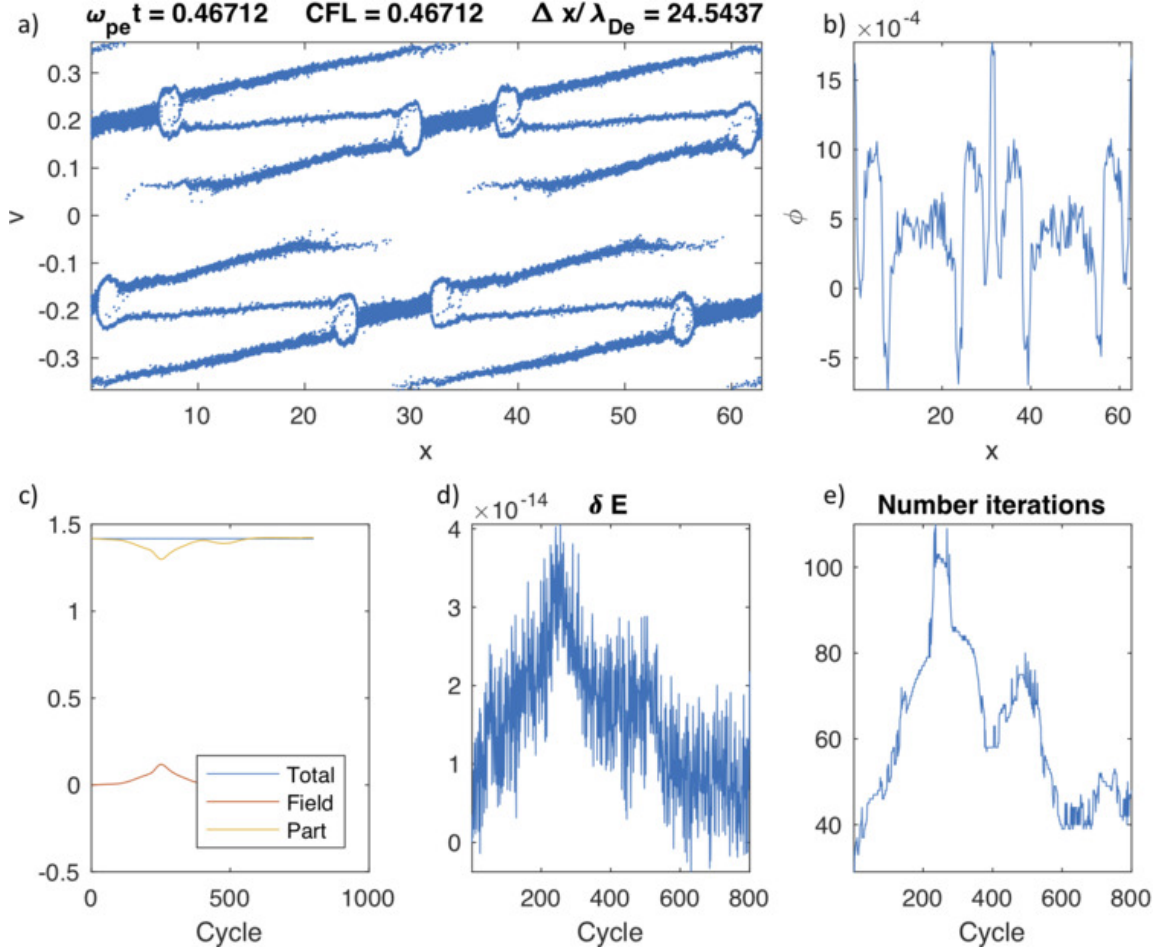 a) ω_pe t = 0.46712 CFL = 0.46712 Δ x/λ_De = 24.5437
0.3
0.2
0.1
0
-0.1
-0.2
-0.3
v
10 20 30 40 50 60
x
b) ×10^-4
15
10
5
0
-5
ϕ
20 40 60
x
c)
1.5
1
0.5
0
-0.5
Total
Field
Part
0 500 1000
Cycle
d) ×10^-14 δ E
4
3
2
1
0
200 400 600 800
Cycle
e) Number iterations
100
80
60
40
200 400 600 800
Cycle